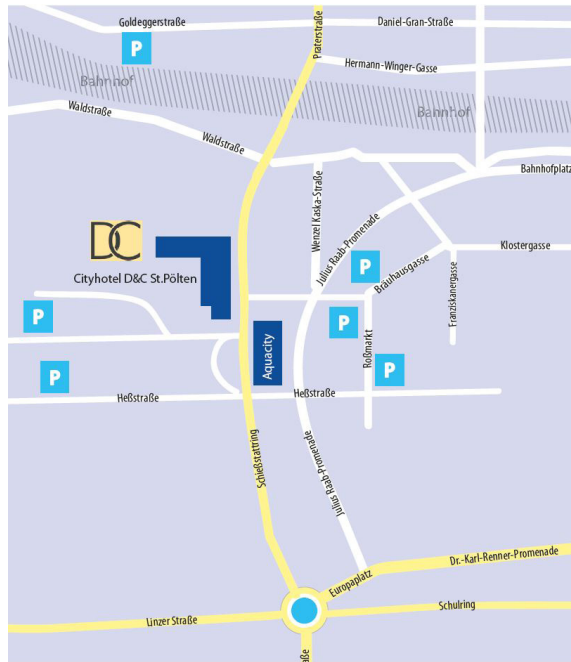 Goldeggerstraße
Daniel-Gran-Straße
P
Praterstraße
Hermann-Winger-Gasse
Bahnhof
Bahnhof
Waldstraße
Waldstraße
Bahnhofplatz
Wenzel Kaska-Straße
Julius Raab-Promenade
DC
Klostergasse
Cityhotel D&C St.Pölten
P
Bräuhausgasse
Franziskanergasse
P
P
Aquacity
Roßmarkt
P
P
Heßstraße
Heßstraße
Schießstattring
Julius Raab-Promenade
Dr.-Karl-Renner-Promenade
Europaplatz
Linzer Straße
Schulring
aße